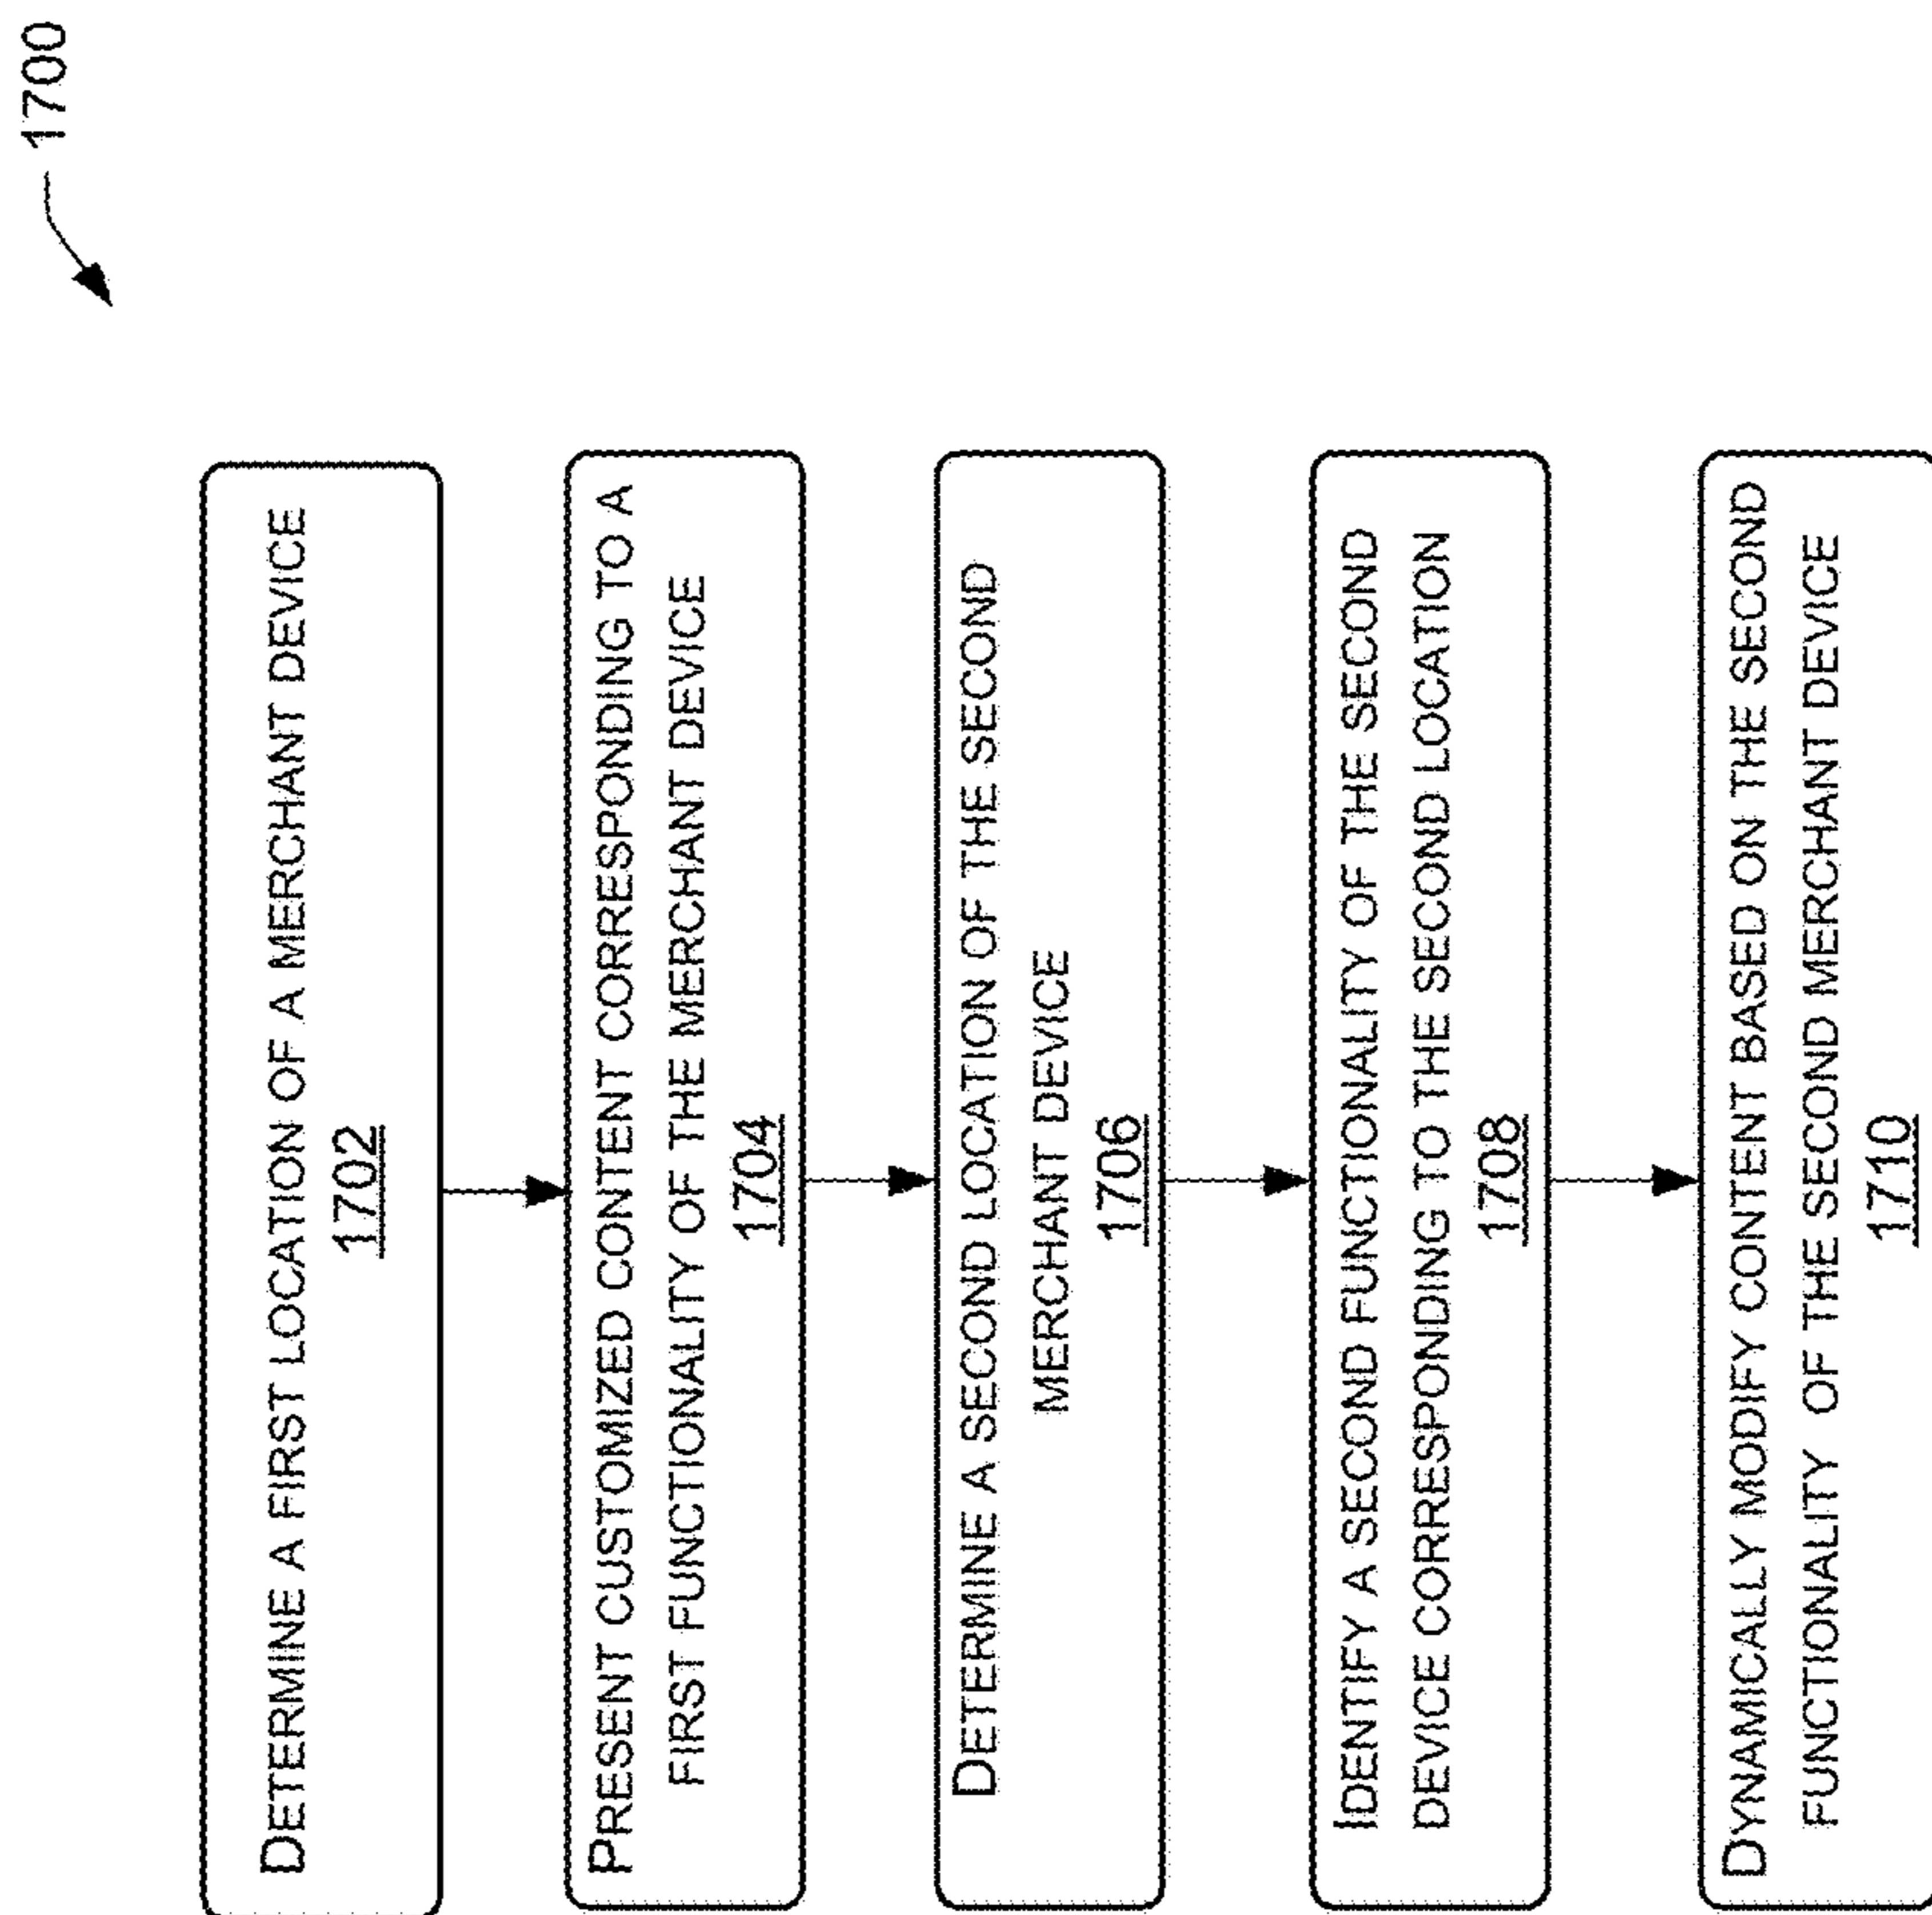 1700
DETERMINE A FIRST LOCATION OF A MERCHANT DEVICE
1702
PRESENT CUSTOMIZED CONTENT CORRESPONDING TO A
FIRST FUNCTIONALITY OF THE MERCHANT DEVICE
1704
DETERMINE A SECOND LOCATION OF THE SECOND
MERCHANT DEVICE
1706
IDENTIFY A SECOND FUNCTIONALITY OF THE SECOND
DEVICE CORRESPONDING TO THE SECOND LOCATION
1708
DYNAMICALLY MODIFY CONTENT BASED ON THE SECOND
FUNCTIONALITY OF THE SECOND MERCHANT DEVICE
1710